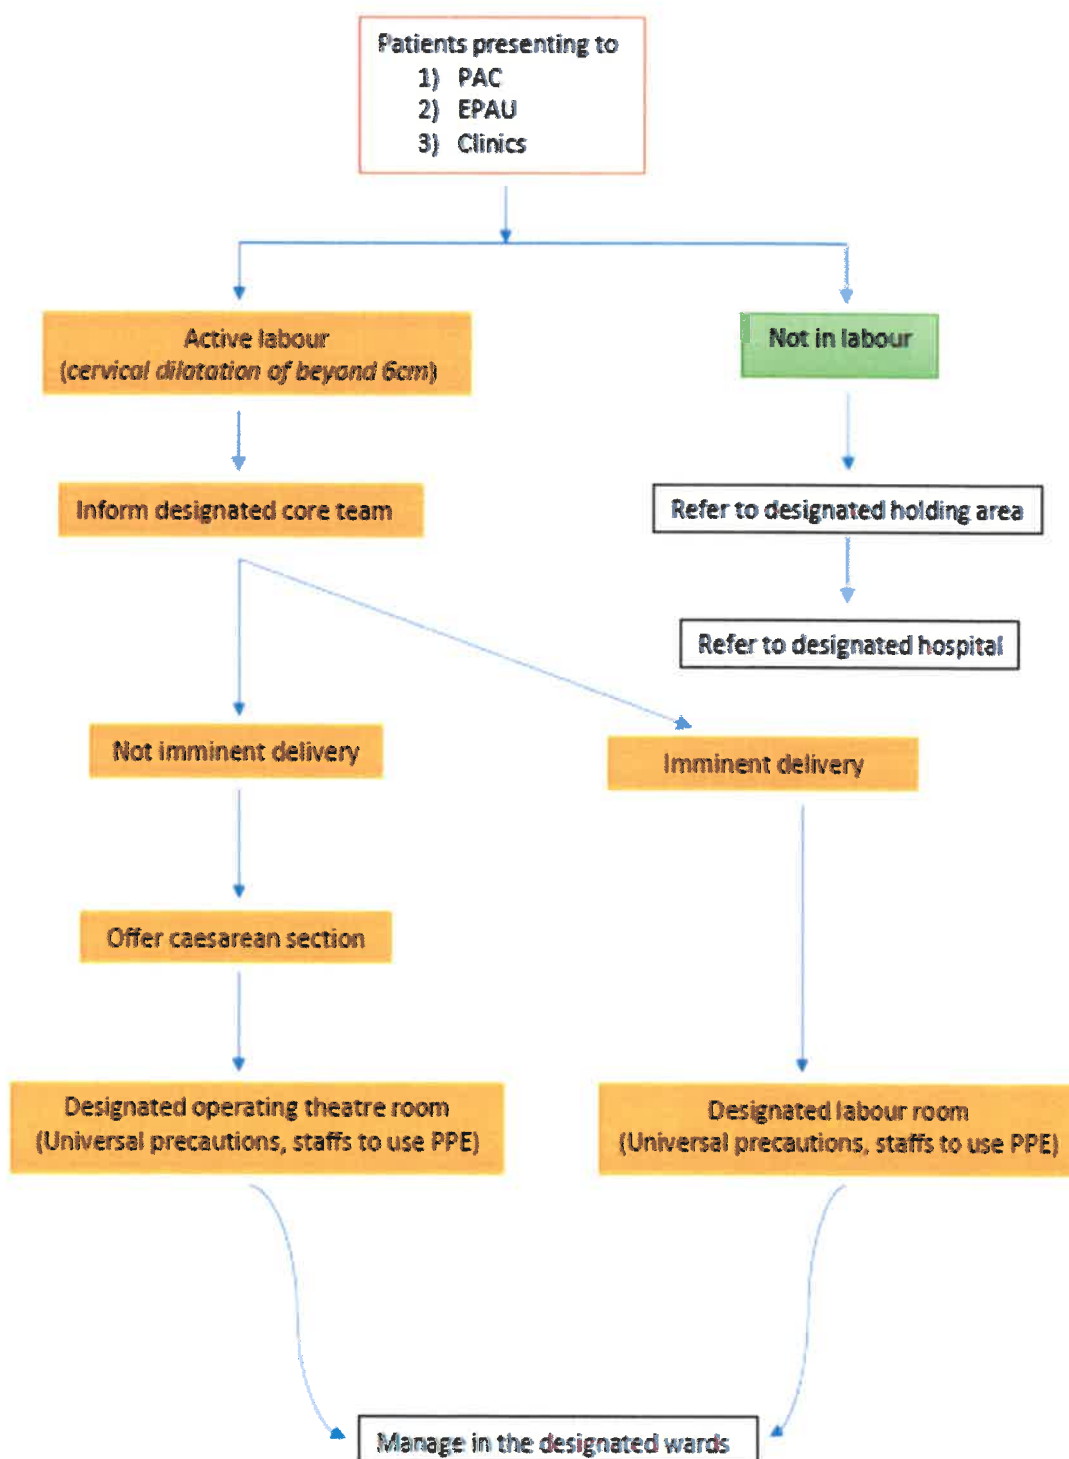 Patients presenting to
1) PAC
2) EPAU
3) Clinics
Active labour
(cervical dilatation of beyond 6cm)
Not in labour
Inform designated core team
Refer to designated holding area
Refer to designated hospital
Not imminent delivery
Imminent delivery
Offer caesarean section
Designated operating theatre room
(Universal precautions, staffs to use PPE)
Designated labour room
(Universal precautions, staffs to use PPE)
Manage in the designated wards